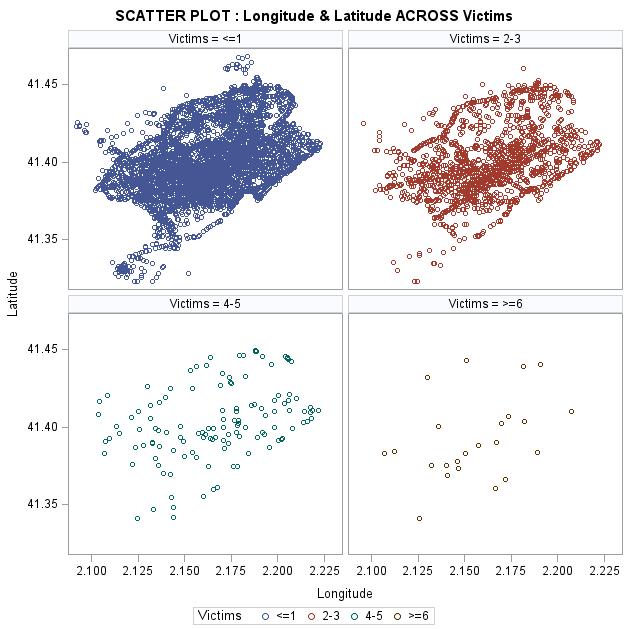 SCATTER PLOT : Longitude & Latitude ACROSS Victims
Victims = <=1
Victims = 2-3
41.45
41.40
41.35
Latitude
Victims = 4-5
Victims = >=6
41.45
41.40
41.35
2.100 2.125 2.150 2.175 2.200 2.225
2.100 2.125 2.150 2.175 2.200 2.225
Longitude
Victims <=1 2-3 4-5 >=6